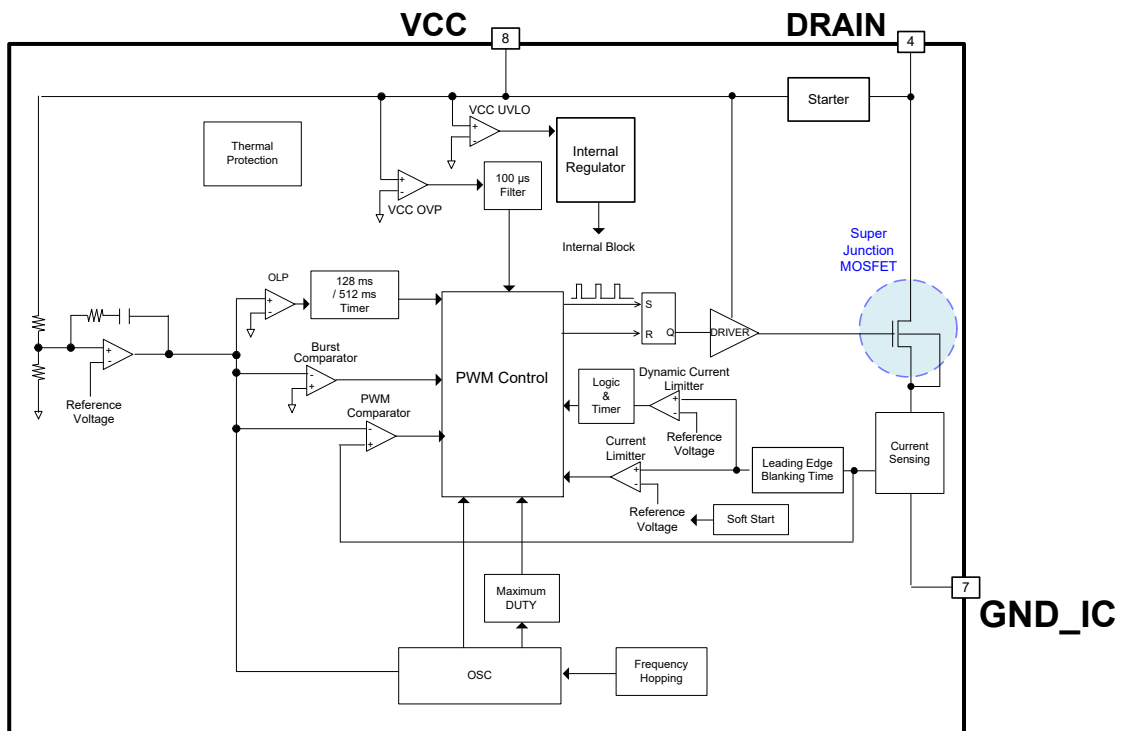 VCC
DRAIN
8
4
Starter
VCC UVLO
Thermal
Protection
Internal
Regulator
100 µs
Filter
VCC OVP
Internal Block
Super
Junction
MOSFET
OLP
128 ms
/ 512 ms
Timer
S
R
Q
DRIVER
Burst
Comparator
PWM Control
Dynamic Current
Limitter
Logic
&
Timer
Reference
Voltage
Reference
Voltage
PWM
Comparator
Current
Limitter
Leading Edge
Blanking Time
Current
Sensing
Reference
Voltage
Soft Start
Maximum
DUTY
7
GND_IC
OSC
Frequency
Hopping
+
-
+
-
+
-
+
-
-
+
-
+
+
-
+
-